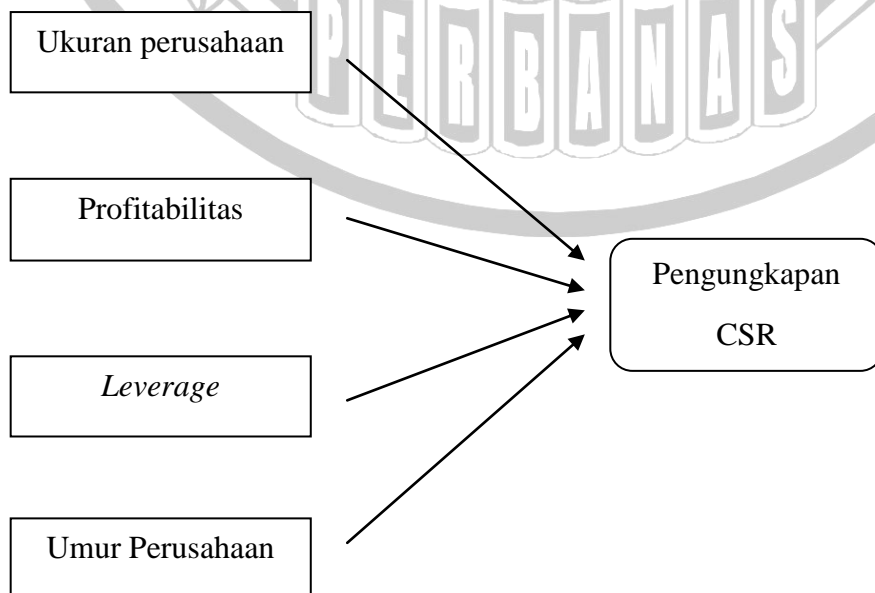 PERBANAS
Ukuran perusahaan
Profitabilitas
Pengungkapan
CSR
Leverage
Umur Perusahaan